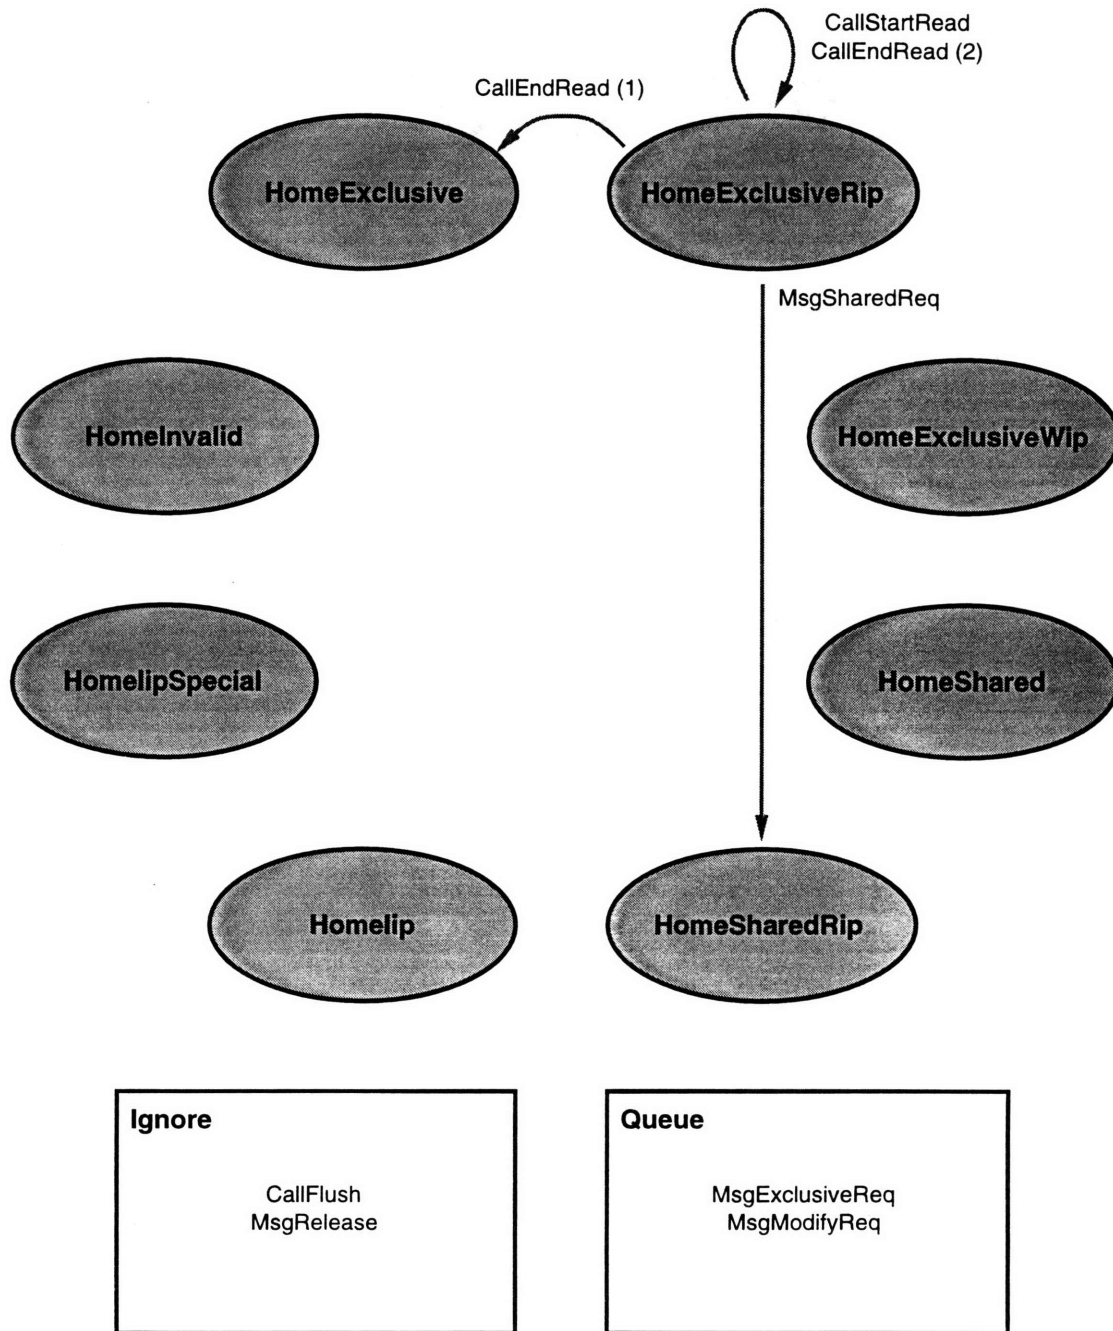 CallStartRead
CallEndRead (2)
CallEndRead (1)
HomeExclusive
HomeExclusiveRip
MsgSharedReq
HomeInvalid
HomeExclusiveWip
HomeIipSpecial
HomeShared
HomeIip
HomeSharedRip
Ignore
CallFlush
MsgRelease
Queue
MsgExclusiveReq
MsgModifyReq